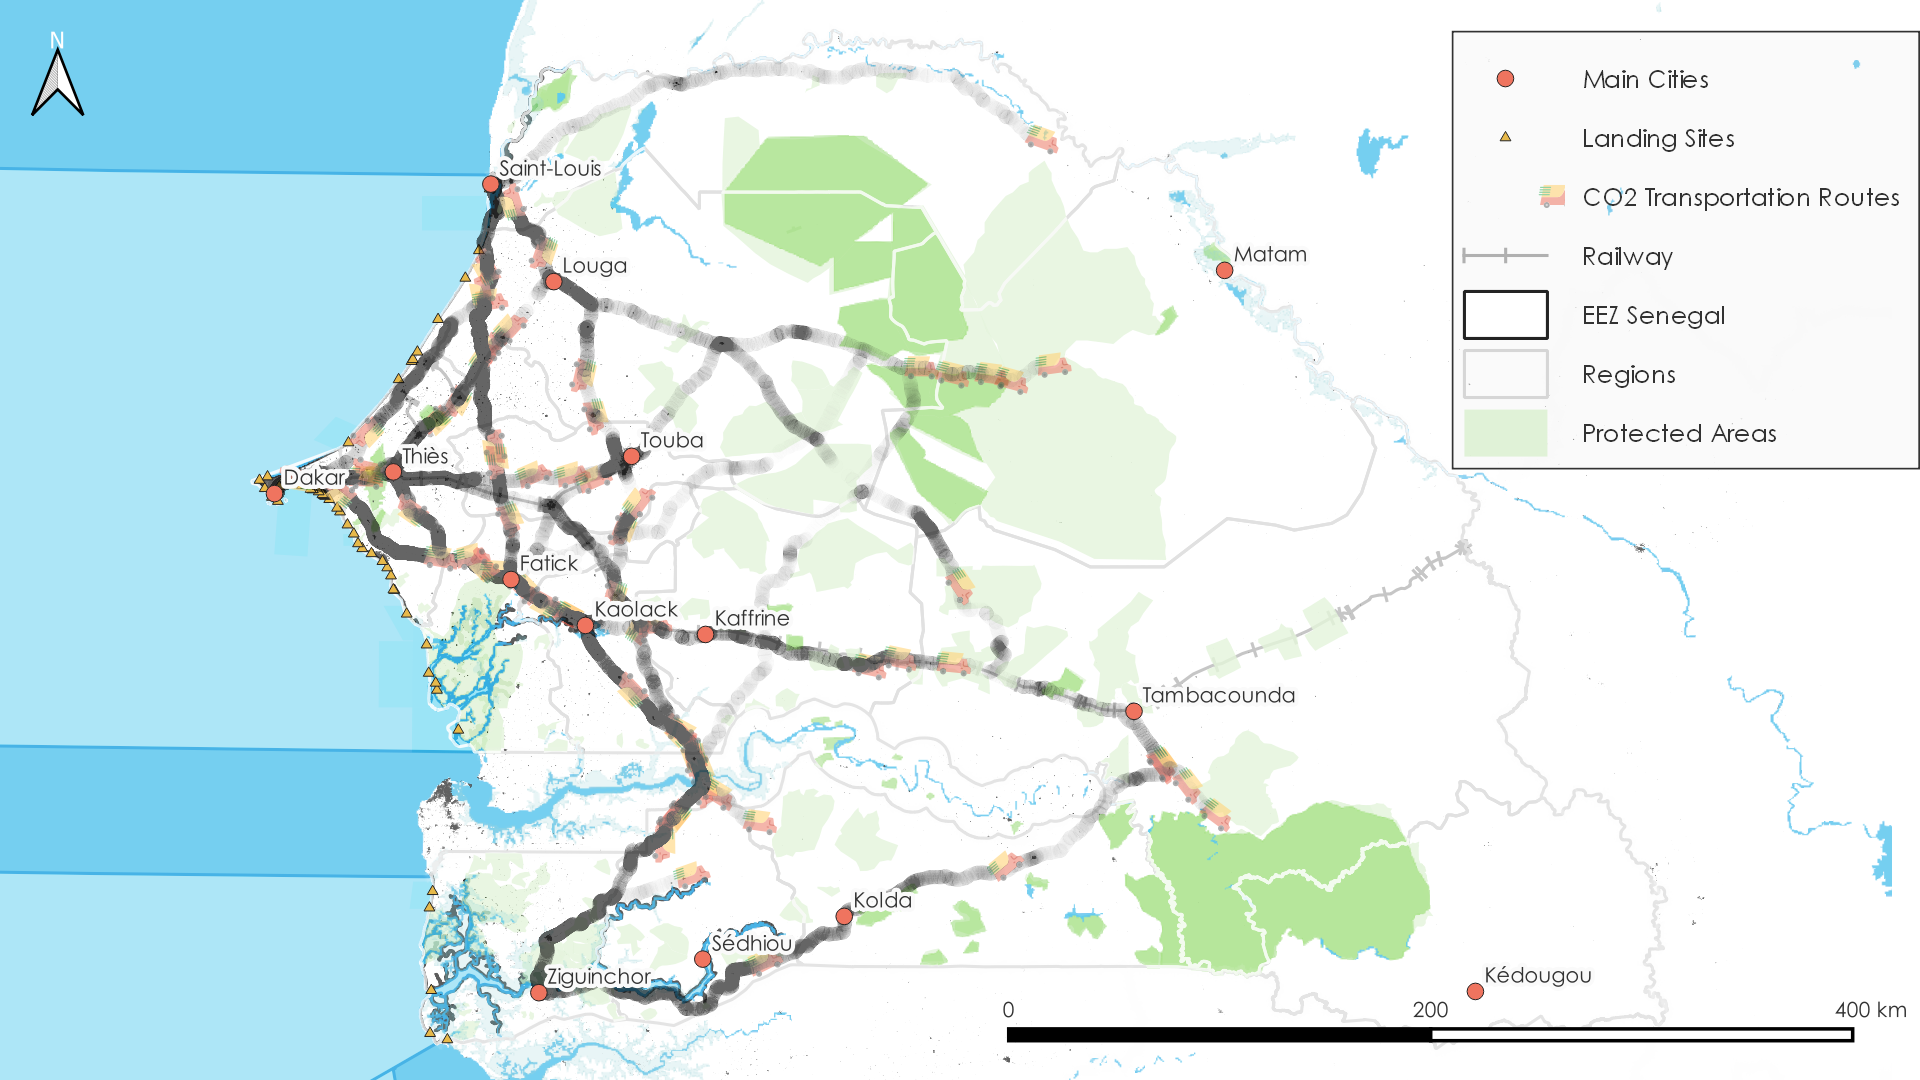 N
Main Cities
Landing Sites
CO2 Transportation Routes
Railway
EEZ Senegal
Regions
Protected Areas
Saint-Louis
Louga
Matam
Touba
Thiès
Dakar
Fatick
Kaolack
Kaffrine
Tambacounda
Kolda
Sédhiou
Ziguinchor
Kédougou
0 200 400 km